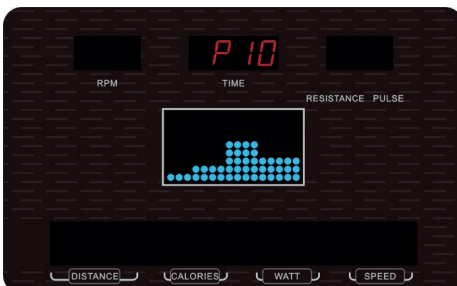 P10
RPM TIME
RESISTANCE PULSE
DISTANCE CALORIES WATT SPEED